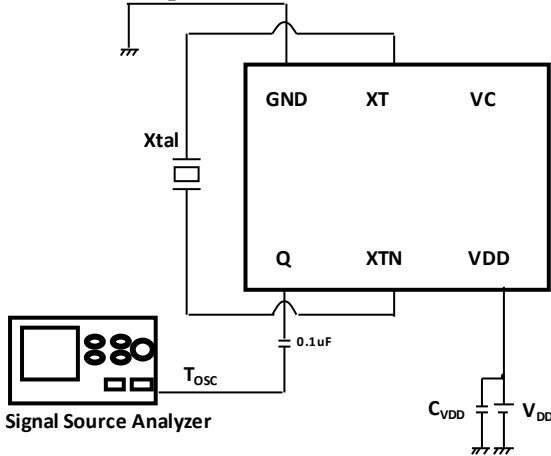 GND XT VC
Xtal
Q XTN VDD
0.1uF
TOSC
Signal Source Analyzer
CVDD VDD